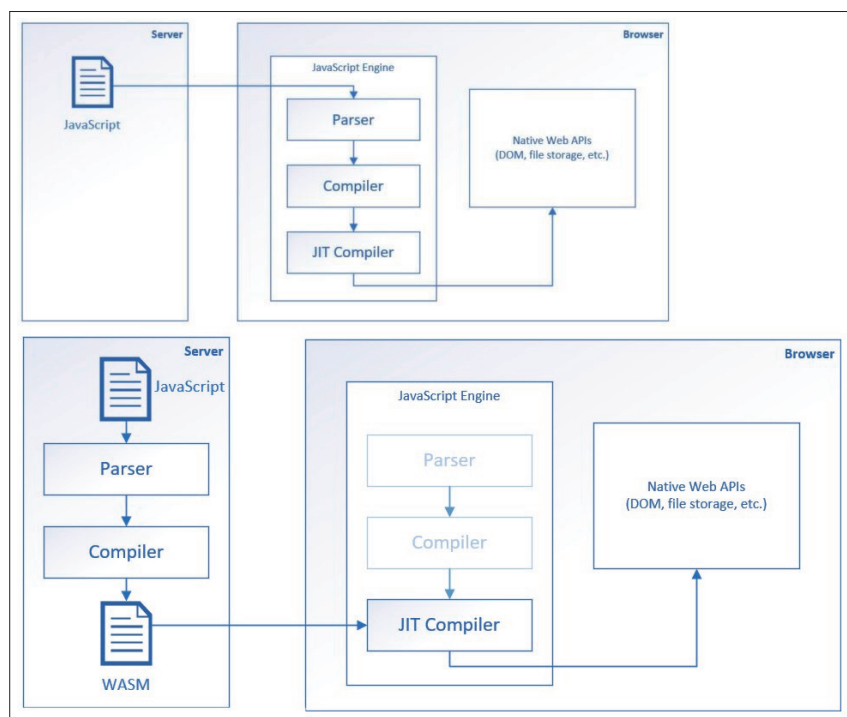 Server
JavaScript
Browser
JavaScript Engine
Parser
Compiler
JIT Compiler
Native Web APIs
(DOM, file storage, etc.)
Server
JavaScript
Parser
Compiler
WASM
Browser
JavaScript Engine
Parser
Compiler
JIT Compiler
Native Web APIs
(DOM, file storage, etc.)